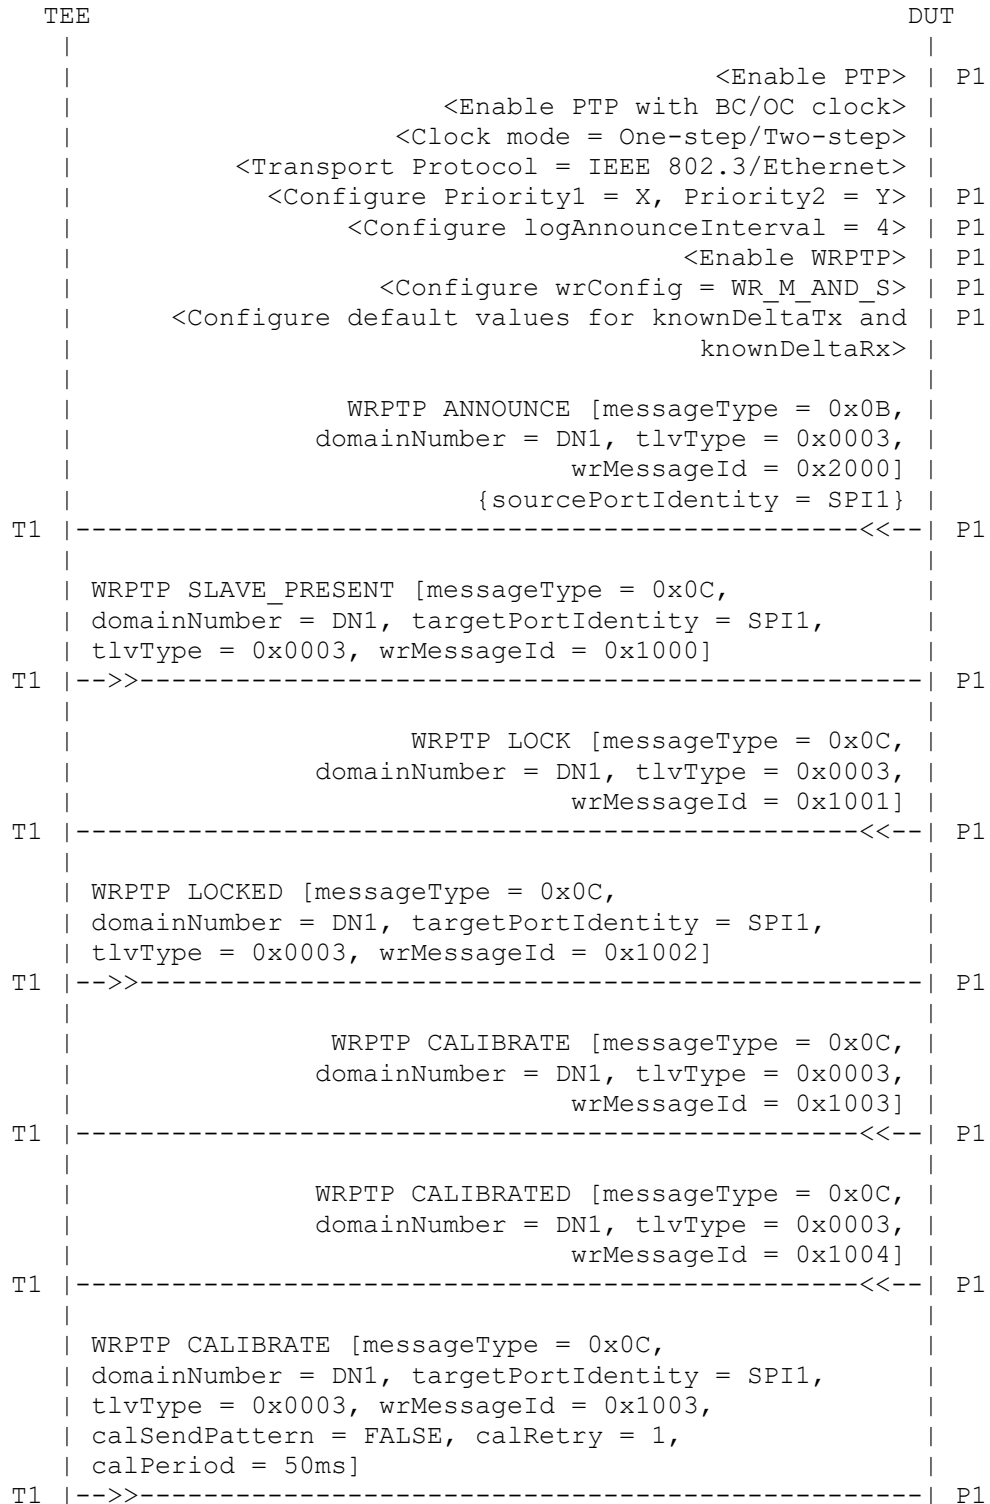 TEE                                                    DUT
|                                                      |
|                                         <Enable PTP> | P1
|                        <Enable PTP with BC/OC clock> |
|                     <Clock mode = One-step/Two-step> |
|           <Transport Protocol = IEEE 802.3/Ethernet> |
|             <Configure Priority1 = X, Priority2 = Y> | P1
|                  <Configure logAnnounceInterval = 4> | P1
|                                       <Enable WRPTP> | P1
|                    <Configure wrConfig = WR_M_AND_S> | P1
|       <Configure default values for knownDeltaTx and | P1
|                                        knownDeltaRx> |
|                                                      |
|                  WRPTP ANNOUNCE [messageType = 0x0B, |
|                domainNumber = DN1, tlvType = 0x0003, |
|                                wrMessageId = 0x2000] |
|                          {sourcePortIdentity = SPI1} |
T1 |-------------------------------------------------<<--| P1
|                                                      |
| WRPTP SLAVE_PRESENT [messageType = 0x0C,             |
| domainNumber = DN1, targetPortIdentity = SPI1,       |
| tlvType = 0x0003, wrMessageId = 0x1000]              |
T1 |-->>-------------------------------------------------| P1
|                                                      |
|                      WRPTP LOCK [messageType = 0x0C, |
|                domainNumber = DN1, tlvType = 0x0003, |
|                                wrMessageId = 0x1001] |
T1 |-------------------------------------------------<<--| P1
|                                                      |
| WRPTP LOCKED [messageType = 0x0C,                    |
| domainNumber = DN1, targetPortIdentity = SPI1,       |
| tlvType = 0x0003, wrMessageId = 0x1002]              |
T1 |-->>-------------------------------------------------| P1
|                                                      |
|                 WRPTP CALIBRATE [messageType = 0x0C, |
|                domainNumber = DN1, tlvType = 0x0003, |
|                                wrMessageId = 0x1003] |
T1 |-------------------------------------------------<<--| P1
|                                                      |
|                WRPTP CALIBRATED [messageType = 0x0C, |
|                domainNumber = DN1, tlvType = 0x0003, |
|                                wrMessageId = 0x1004] |
T1 |-------------------------------------------------<<--| P1
|                                                      |
| WRPTP CALIBRATE [messageType = 0x0C,                 |
| domainNumber = DN1, targetPortIdentity = SPI1,       |
| tlvType = 0x0003, wrMessageId = 0x1003,              |
| calSendPattern = FALSE, calRetry = 1,                |
| calPeriod = 50ms]                                    |
T1 |-->>-------------------------------------------------| P1